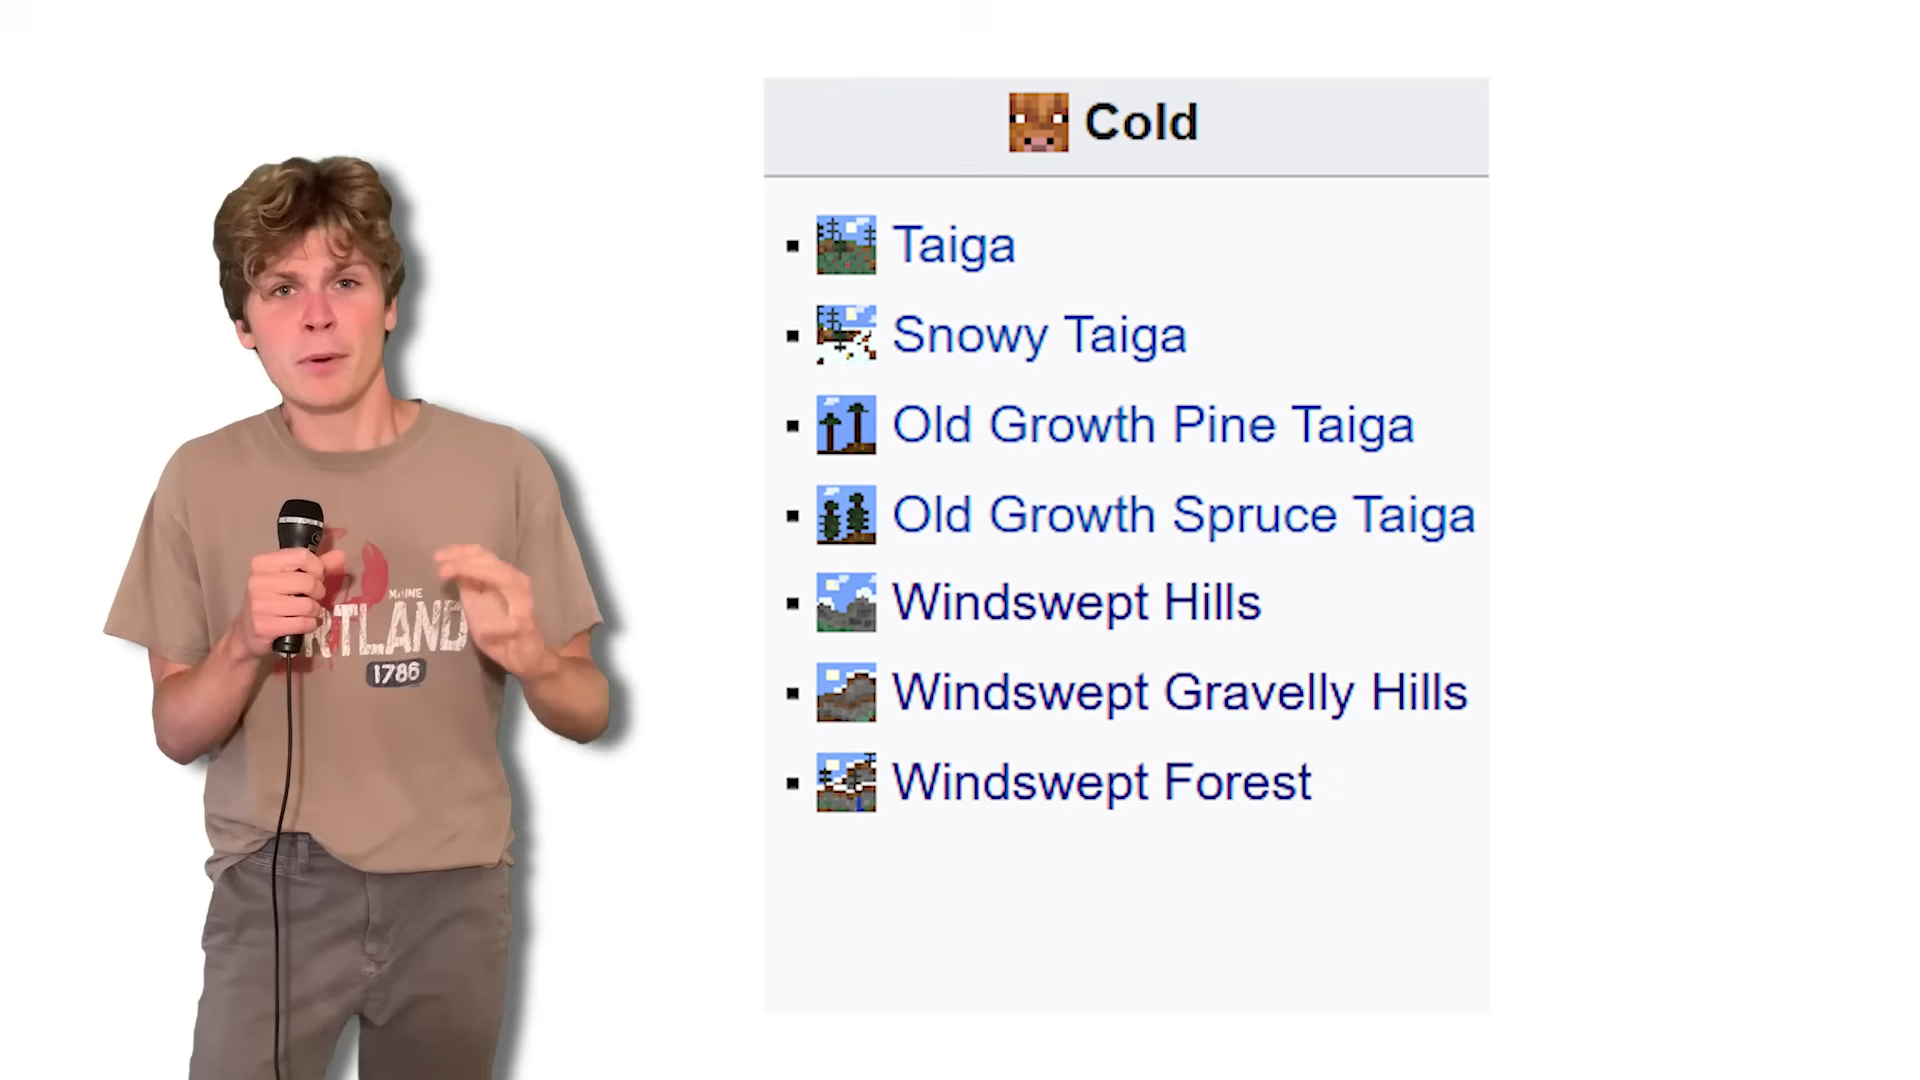 Cold
Taiga
Snowy Taiga
Old Growth Pine Taiga
Old Growth Spruce Taiga
Windswept Hills
Windswept Gravelly Hills
Windswept Forest
MAINE
RTLAND
1786